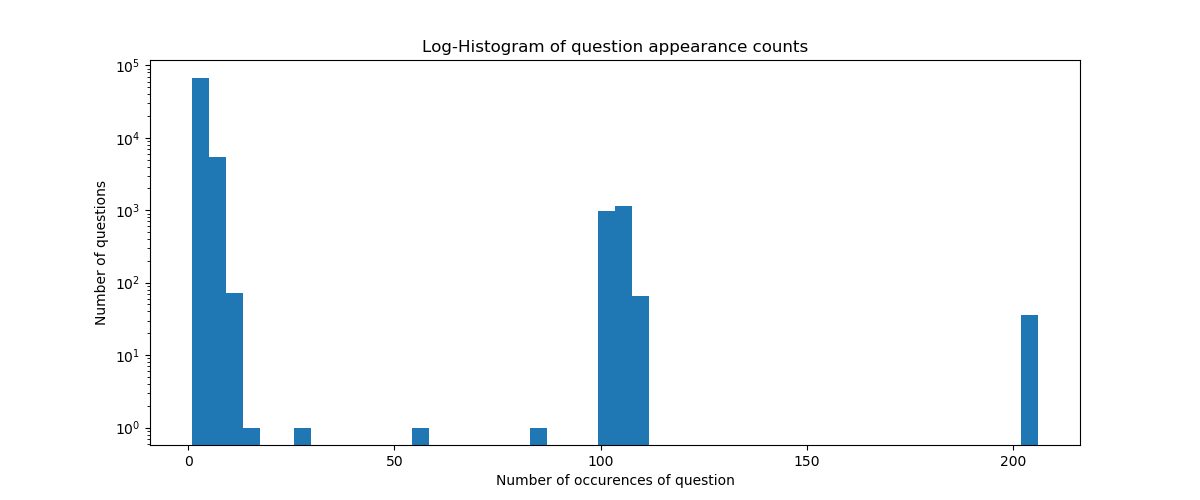 Log-Histogram of question appearance counts
10^5
10^4
10^3
10^2
10^1
10^0
Number of questions
0 50 100 150 200
Number of occurences of question